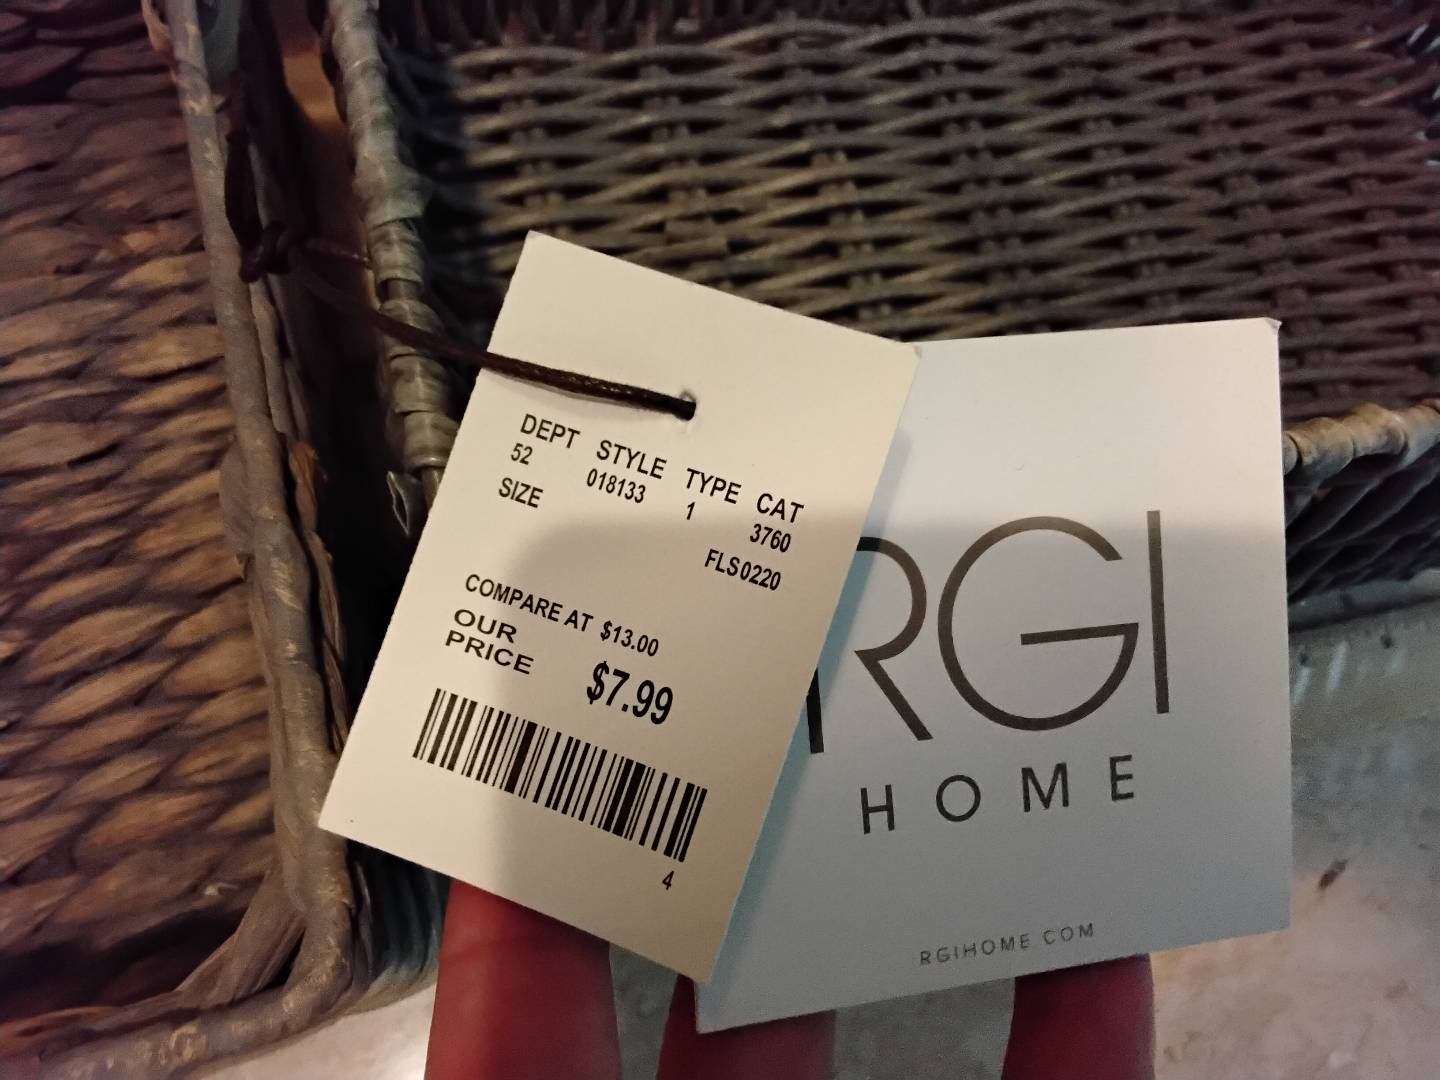 DEPT STYLE TYPE CAT
52 018133 1 3760
SIZE FLS0220
COMPARE AT $13.00
OUR
PRICE $7.99
4
RGI
HOME
RGIHOME.COM